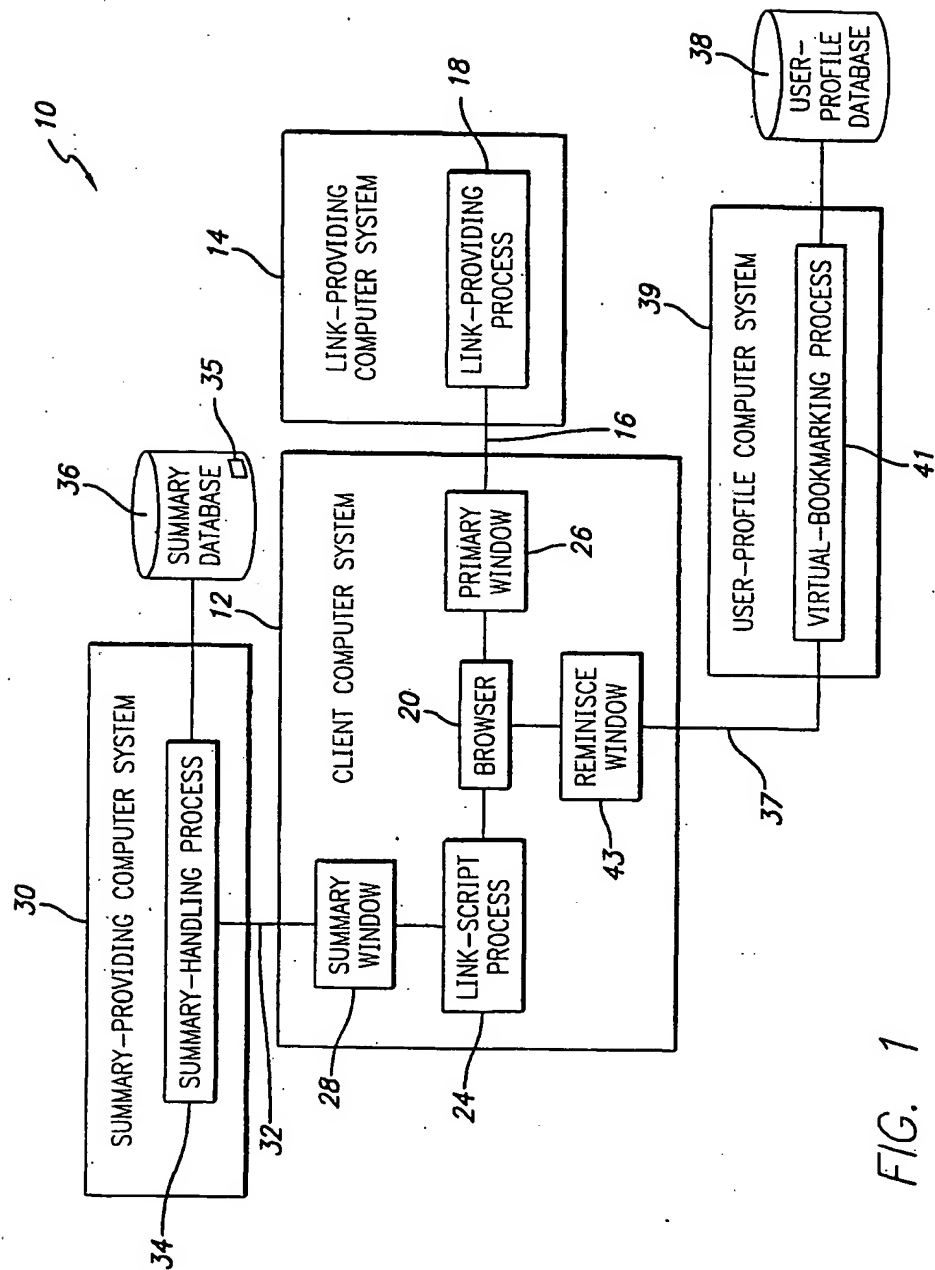 10
30
SUMMARY-PROVIDING COMPUTER SYSTEM
SUMMARY-HANDLING PROCESS
34
36
SUMMARY
DATABASE
35
32
12
CLIENT COMPUTER SYSTEM
SUMMARY
WINDOW
28
LINK-SCRIPT
PROCESS
24
20
BROWSER
PRIMARY
WINDOW
26
REMINISCE
WINDOW
43
14
LINK-PROVIDING
COMPUTER SYSTEM
LINK-PROVIDING
PROCESS
18
16
37
39
USER-PROFILE COMPUTER SYSTEM
VIRTUAL-BOOKMARKING PROCESS
41
38
USER-
PROFILE
DATABASE
FIG. 1